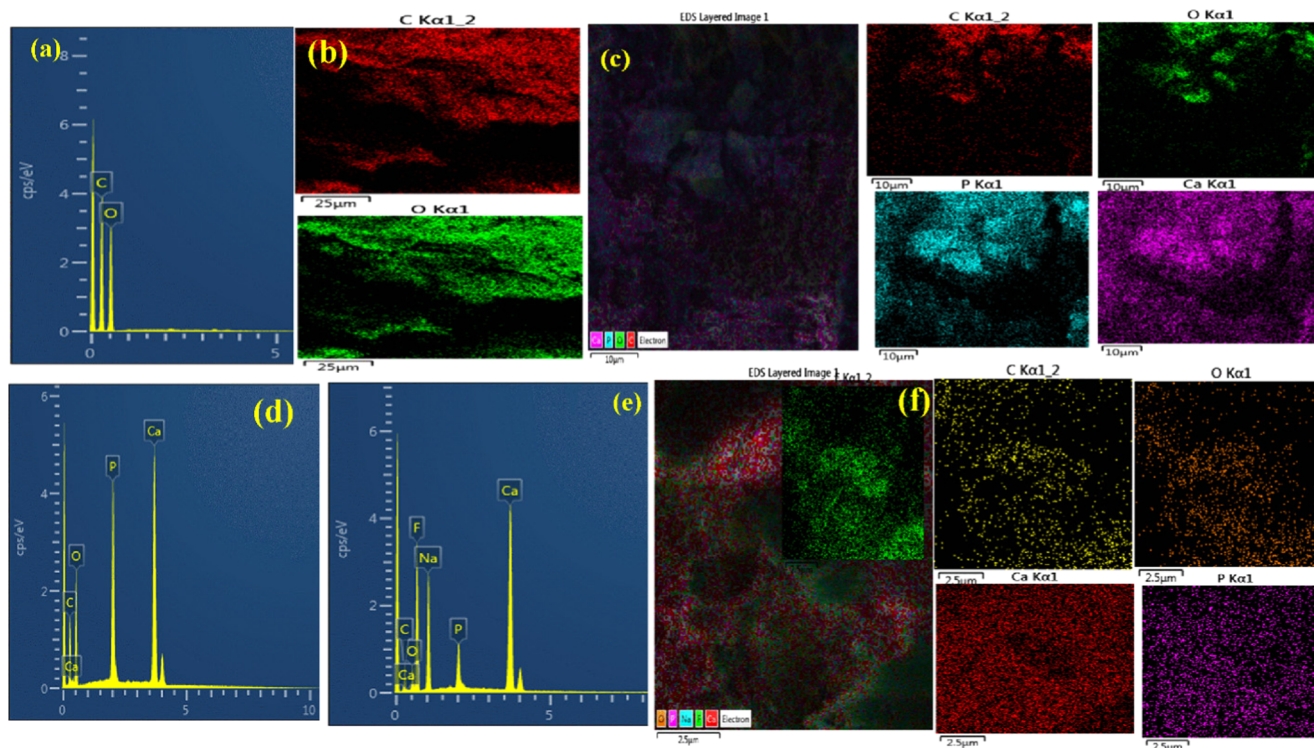 (a)
8
6
4
2
0
cps/eV
C
O
0
5
C Kα1_2
(b)
25µm
O Kα1
25µm
EDS Layered Image 1
(c)
Ca P O C Electron
10µm
C Kα1_2
10µm
O Kα1
10µm
P Kα1
10µm
Ca Kα1
10µm
(d)
6
4
2
0
cps/eV
Ca
P
O
C
Ca
0
5
10
(e)
6
4
2
0
cps/eV
Ca
F
Na
C
O
P
Ca
0
5
EDS Layered Image 1
(f)
O P Na F Ca Electron
2.5µm
C Kα1_2
2.5µm
O Kα1
2.5µm
Ca Kα1
2.5µm
P Kα1
2.5µm